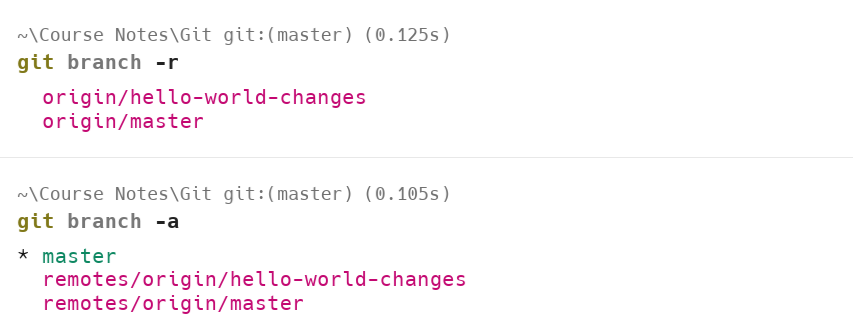 ~\Course Notes\Git git:(master) (0.125s)
git branch -r
origin/hello-world-changes
origin/master
~\Course Notes\Git git:(master) (0.105s)
git branch -a
* master
remotes/origin/hello-world-changes
remotes/origin/master